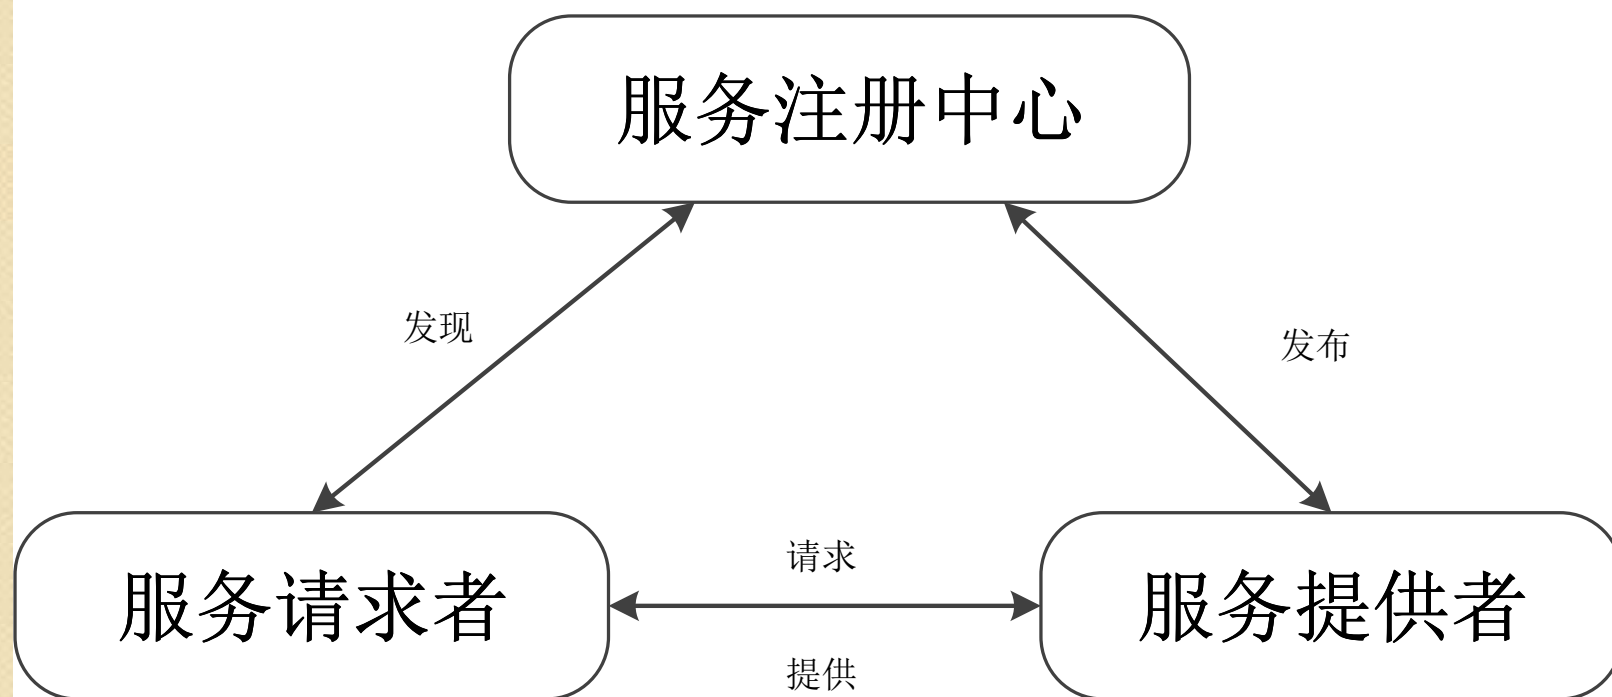 服务注册中心
发现
发布
请求
服务请求者
服务提供者
提供